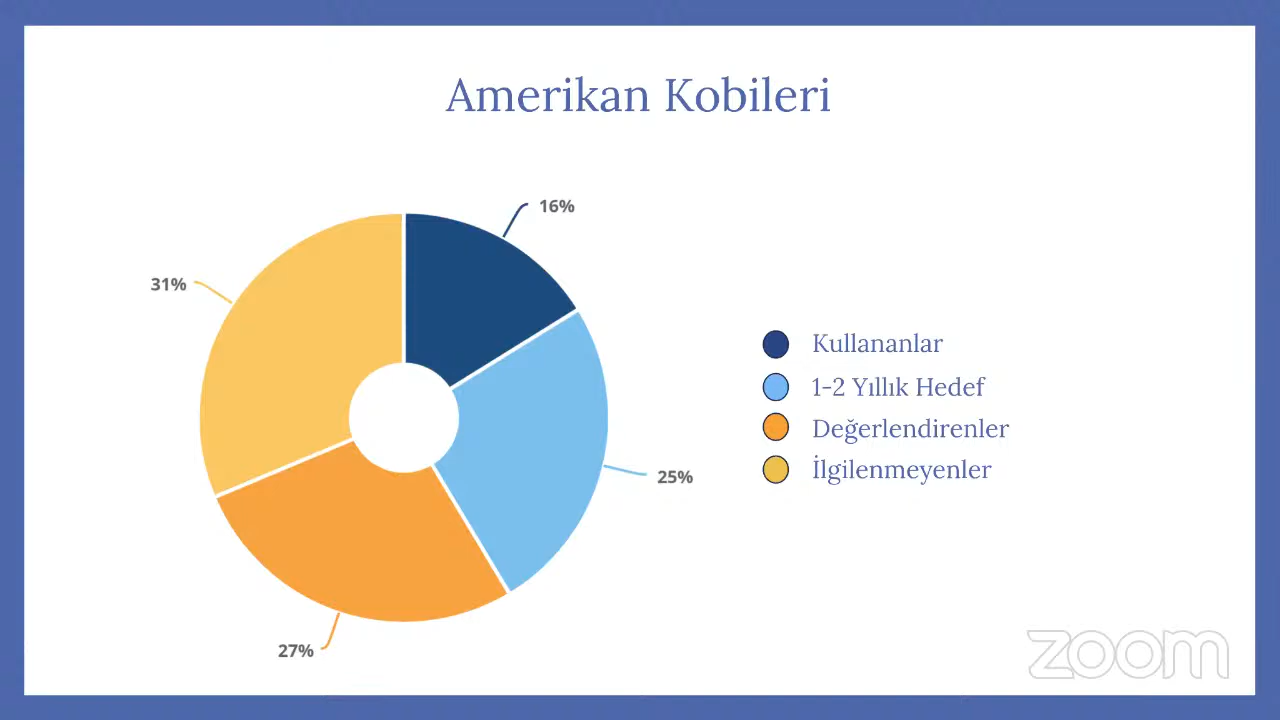 Amerikan Kobileri
16%
31%
25%
27%
Kullananlar
1-2 Yıllık Hedef
Değerlendirenler
İlgilenmeyenler
zoom